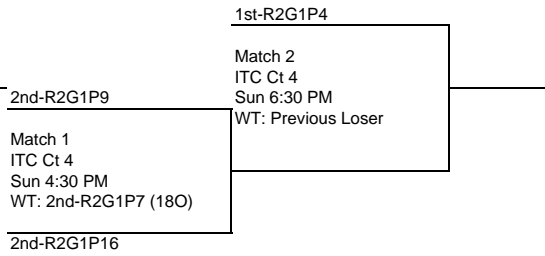 1st-R2G1P4
Match 2
ITC Ct 4
Sun 6:30 PM
WT: Previous Loser
2nd-R2G1P9
Match 1
ITC Ct 4
Sun 4:30 PM
WT: 2nd-R2G1P7 (18O)
2nd-R2G1P16